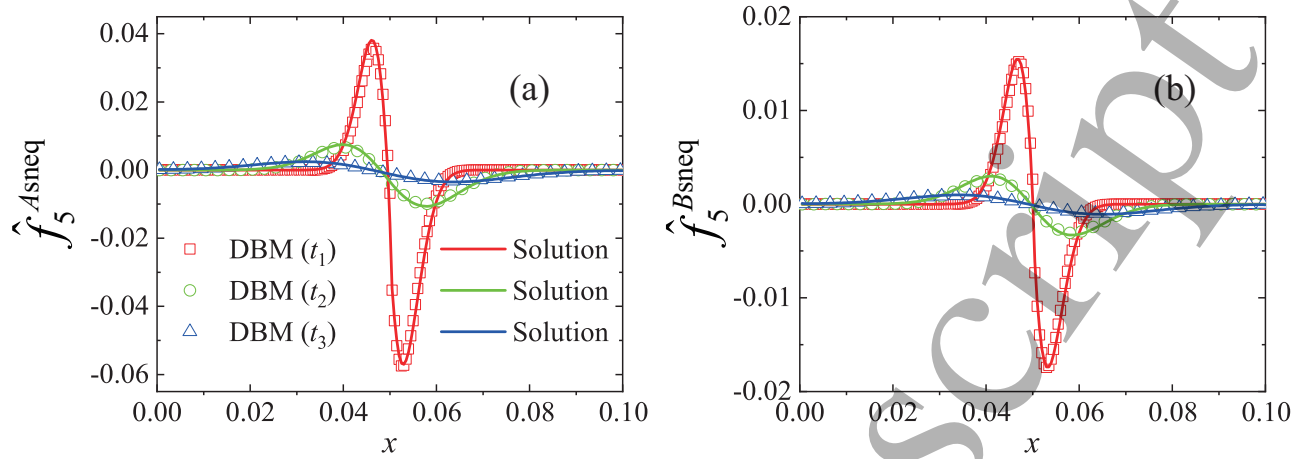 0.04
0.02
0.00
-0.02
-0.04
-0.06
0.00 0.02 0.04 0.06 0.08 0.10
x
f̂₅^Asneq
(a)
DBM (t₁) Solution
DBM (t₂) Solution
DBM (t₃) Solution
0.02
0.01
0.00
-0.01
-0.02
0.00 0.02 0.04 0.06 0.08 0.10
x
f̂₅^Bsneq
(b)
script